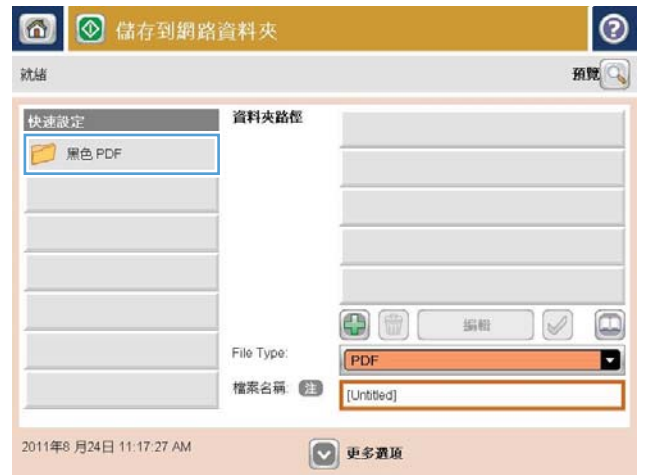 儲存到網路資料夾
就緒
預覽
快速設定
黑色 PDF
資料夾路徑
編輯
File Type:
PDF
檔案名稱: 注
[Untitled]
2011年8 月24日 11:17:27 AM
更多選項